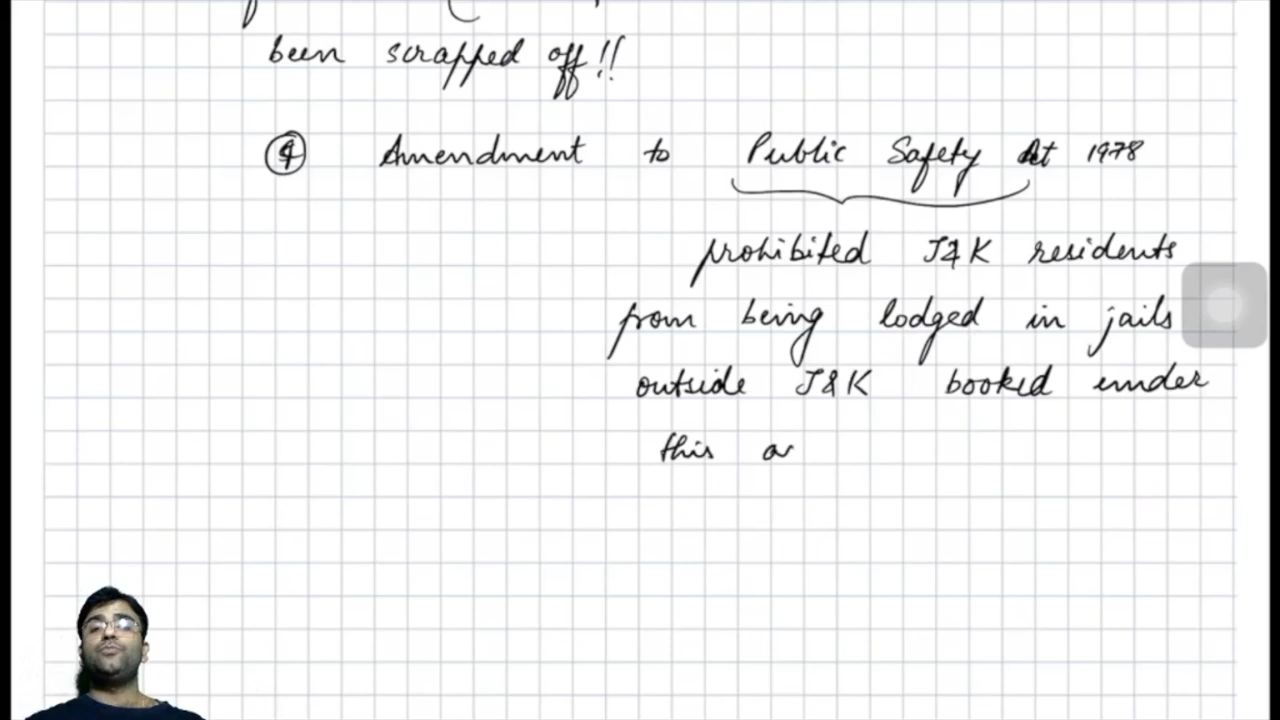 been scrapped off !!
④ Amendment to Public Safety Act 1978
prohibited J&K residents
from being lodged in jails
outside J&K booked under
this